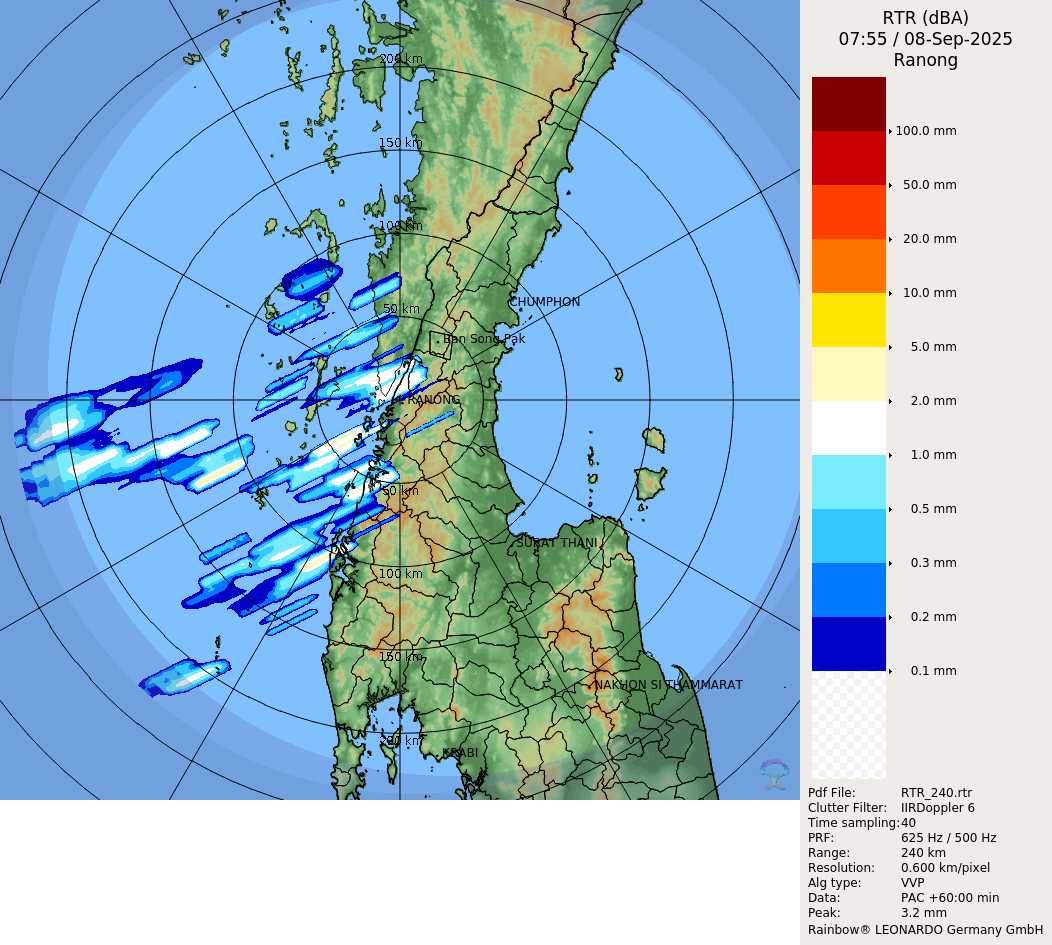 RTR (dBA)
07:55 / 08-Sep-2025
Ranong
100.0 mm
50.0 mm
20.0 mm
10.0 mm
5.0 mm
2.0 mm
1.0 mm
0.5 mm
0.3 mm
0.2 mm
0.1 mm
200 km
150 km
100 km
50 km
CHUMPHON
Ban Song Pak
RANONG
50 km
SURAT THANI
100 km
150 km
NAKHON SI THAMMARAT
200 km
KRABI
Pdf File: RTR_240.rtr
Clutter Filter: IIRDoppler 6
Time sampling: 40
PRF: 625 Hz / 500 Hz
Range: 240 km
Resolution: 0.600 km/pixel
Alg type: VVP
Data: PAC +60:00 min
Peak: 3.2 mm
Rainbow® LEONARDO Germany GmbH